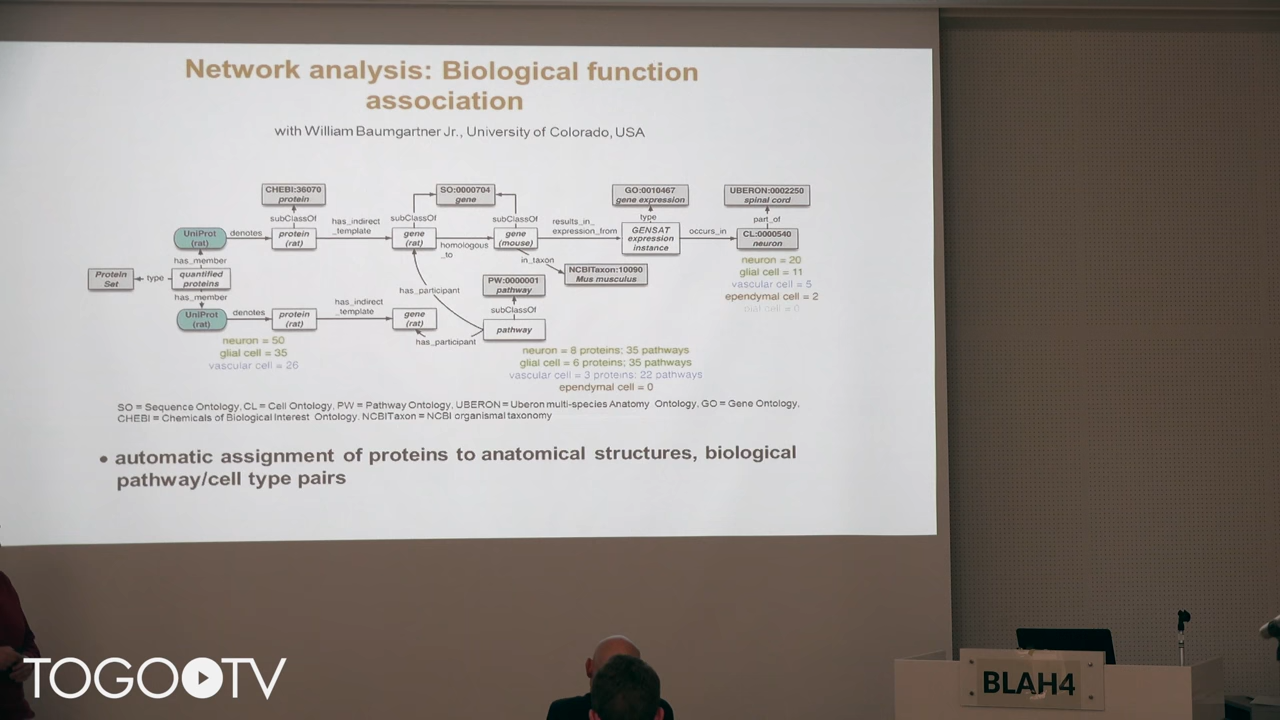 Network analysis: Biological function
association
with William Baumgartner Jr., University of Colorado, USA
CHEBI:36070
protein
SO:0000704
gene
GO:0010467
gene expression
UBERON:0002250
spinal cord
subClassOf
has_indirect
_template
subClassOf
subClassOf
results_in_
expression_from
type
part_of
UniProt
(rat)
denotes
protein
(rat)
gene
(rat)
homologous
_to
gene
(mouse)
GENSAT
expression
instance
occurs_in
CL:0000540
neuron
has_member
in_taxon
neuron = 20
glial cell = 11
vascular cell = 5
ependymal cell = 2
Protein
Set
type
quantified
proteins
NCBITaxon:10090
Mus musculus
PW:0000001
pathway
has_participant
has_member
has_indirect
_template
subClassOf
UniProt
(rat)
denotes
protein
(rat)
gene
(rat)
pathway
has_participant
neuron = 50
glial cell = 35
vascular cell = 26
neuron = 8 proteins; 35 pathways
glial cell = 6 proteins; 35 pathways
vascular cell = 3 proteins; 22 pathways
ependymal cell = 0
SO = Sequence Ontology, CL = Cell Ontology, PW = Pathway Ontology, UBERON = Uberon multi-species Anatomy Ontology, GO = Gene Ontology,
CHEBI = Chemicals of Biological Interest Ontology. NCBITaxon = NCBI organismal taxonomy
• automatic assignment of proteins to anatomical structures, biological
pathway/cell type pairs
TOGOTV
BLAH4